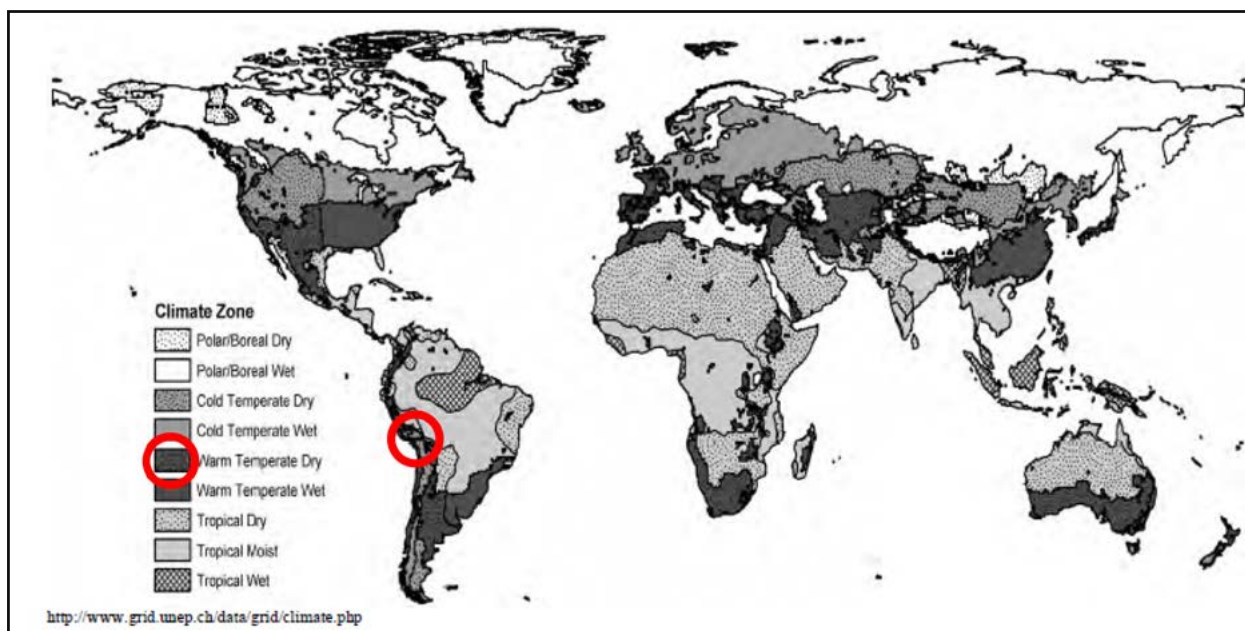 Climate Zone
Polar/Boreal Dry
Polar/Boreal Wet
Cold Temperate Dry
Cold Temperate Wet
Warm Temperate Dry
Warm Temperate Wet
Tropical Dry
Tropical Moist
Tropical Wet
http://www.grid.unep.ch/data/grid/climate.php